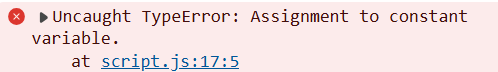 Uncaught TypeError: Assignment to constant
variable.
at script.js:17:5